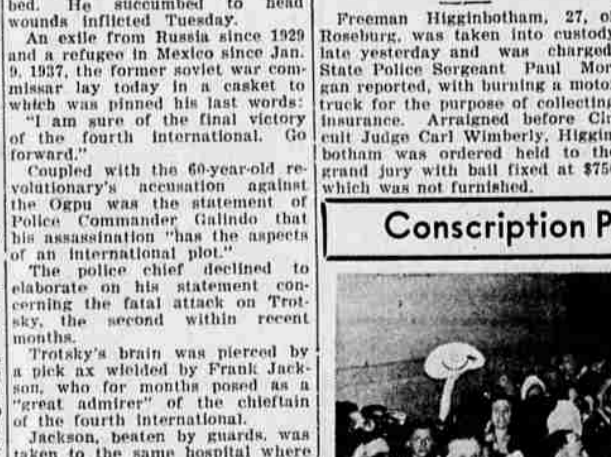 bed. He succumbed to head
wounds inflicted Tuesday.
An exile from Russia since 1929
and a refugee in Mexico since Jan.
9, 1937, the former soviet war com-
missar lay today in a casket to
which was pinned his last words:
"I am sure of the final victory
of the fourth international. Go
forward."
Coupled with the 60-year-old re-
volutionary's accusation against
the Ogpu was the statement of
Police Commander Galindo that
his assassination "has the aspects
of an international plot."
The police chief declined to
elaborate on his statement con-
cerning the fatal attack on Trot-
sky, the second within recent
months.
Trotsky's brain was pierced by
a pick ax wielded by Frank Jack-
son, who for months posed as a
"great admirer" of the chieftain
of the fourth international.
Jackson, beaten by guards, was
taken to the same hospital where
Freeman Higginbotham, 27, o
Roseburg, was taken into custody
late yesterday and was charged
State Police Sergeant Paul Mor
gan reported, with burning a moto
truck for the purpose of collectin
insurance. Arraigned before Cir
cuit Judge Carl Wimberly, Higgin
botham was ordered held to the
grand jury with bail fixed at $75
which was not furnished.
Conscription P